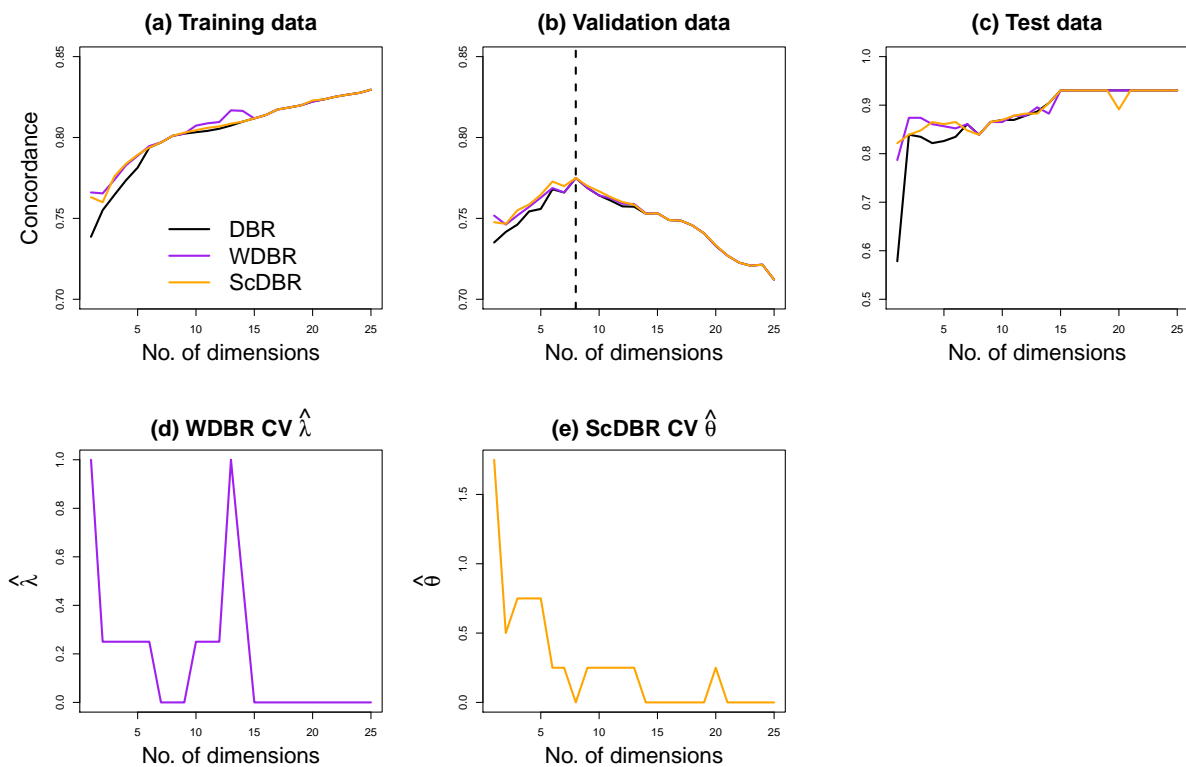 (a) Training data
(b) Validation data
(c) Test data
Concordance
0.70 0.75 0.80 0.85
DBR
WDBR
ScDBR
5 10 15 20 25
No. of dimensions
0.70 0.75 0.80 0.85
5 10 15 20 25
No. of dimensions
0.5 0.6 0.7 0.8 0.9 1.0
5 10 15 20 25
No. of dimensions
(d) WDBR CV λ̂
(e) ScDBR CV θ̂
λ̂
0.0 0.2 0.4 0.6 0.8 1.0
5 10 15 20 25
No. of dimensions
θ̂
0.0 0.5 1.0 1.5
5 10 15 20 25
No. of dimensions